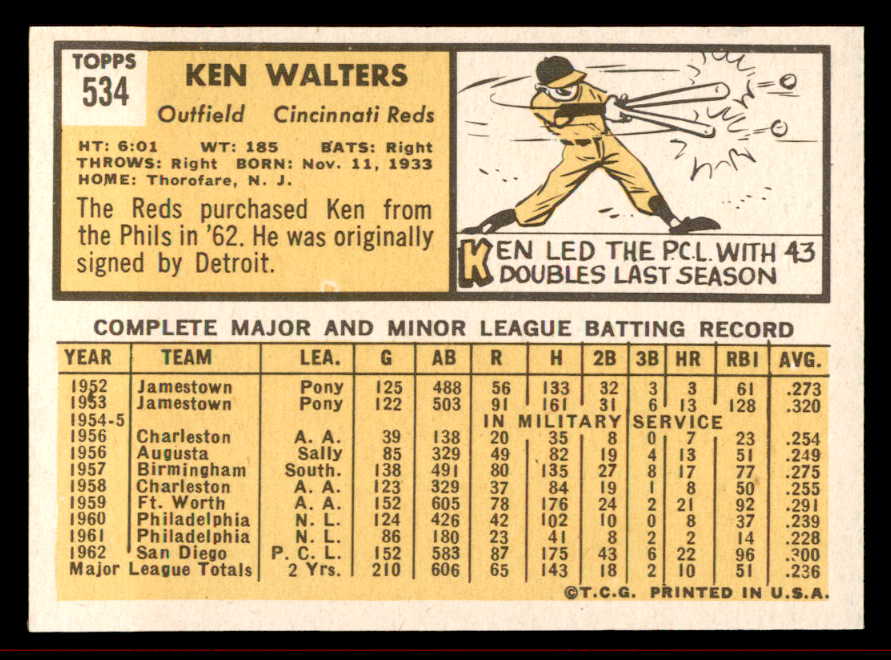 TOPPS
534
KEN WALTERS
Outfield Cincinnati Reds
HT: 6:01 WT: 185 BATS: Right
THROWS: Right BORN: Nov. 11, 1933
HOME: Thorofare, N. J.
The Reds purchased Ken from
the Phils in '62. He was originally
signed by Detroit.
KEN LED THE P.C.L. WITH 43
DOUBLES LAST SEASON
COMPLETE MAJOR AND MINOR LEAGUE BATTING RECORD
YEAR TEAM LEA. G AB R H 2B 3B HR RBI AVG.
1952 Jamestown Pony 125 488 56 133 32 3 3 61 .273
1953 Jamestown Pony 122 503 91 161 31 6 13 128 .320
1954-5 IN MILITARY SERVICE
1956 Charleston A. A. 39 138 20 35 8 0 7 23 .254
1956 Augusta Sally 85 329 49 82 19 4 13 51 .249
1957 Birmingham South. 138 491 80 135 27 8 17 77 .275
1958 Charleston A. A. 123 329 37 84 19 1 8 50 .255
1959 Ft. Worth A. A. 152 605 78 176 24 2 21 92 .291
1960 Philadelphia N. L. 124 426 42 102 10 0 8 37 .239
1961 Philadelphia N. L. 86 180 23 41 8 2 2 14 .228
1962 San Diego P. C. L. 152 583 87 175 43 6 22 96 .300
Major League Totals 2 Yrs. 210 606 65 143 18 2 10 51 .236
©T.C.G. PRINTED IN U.S.A.